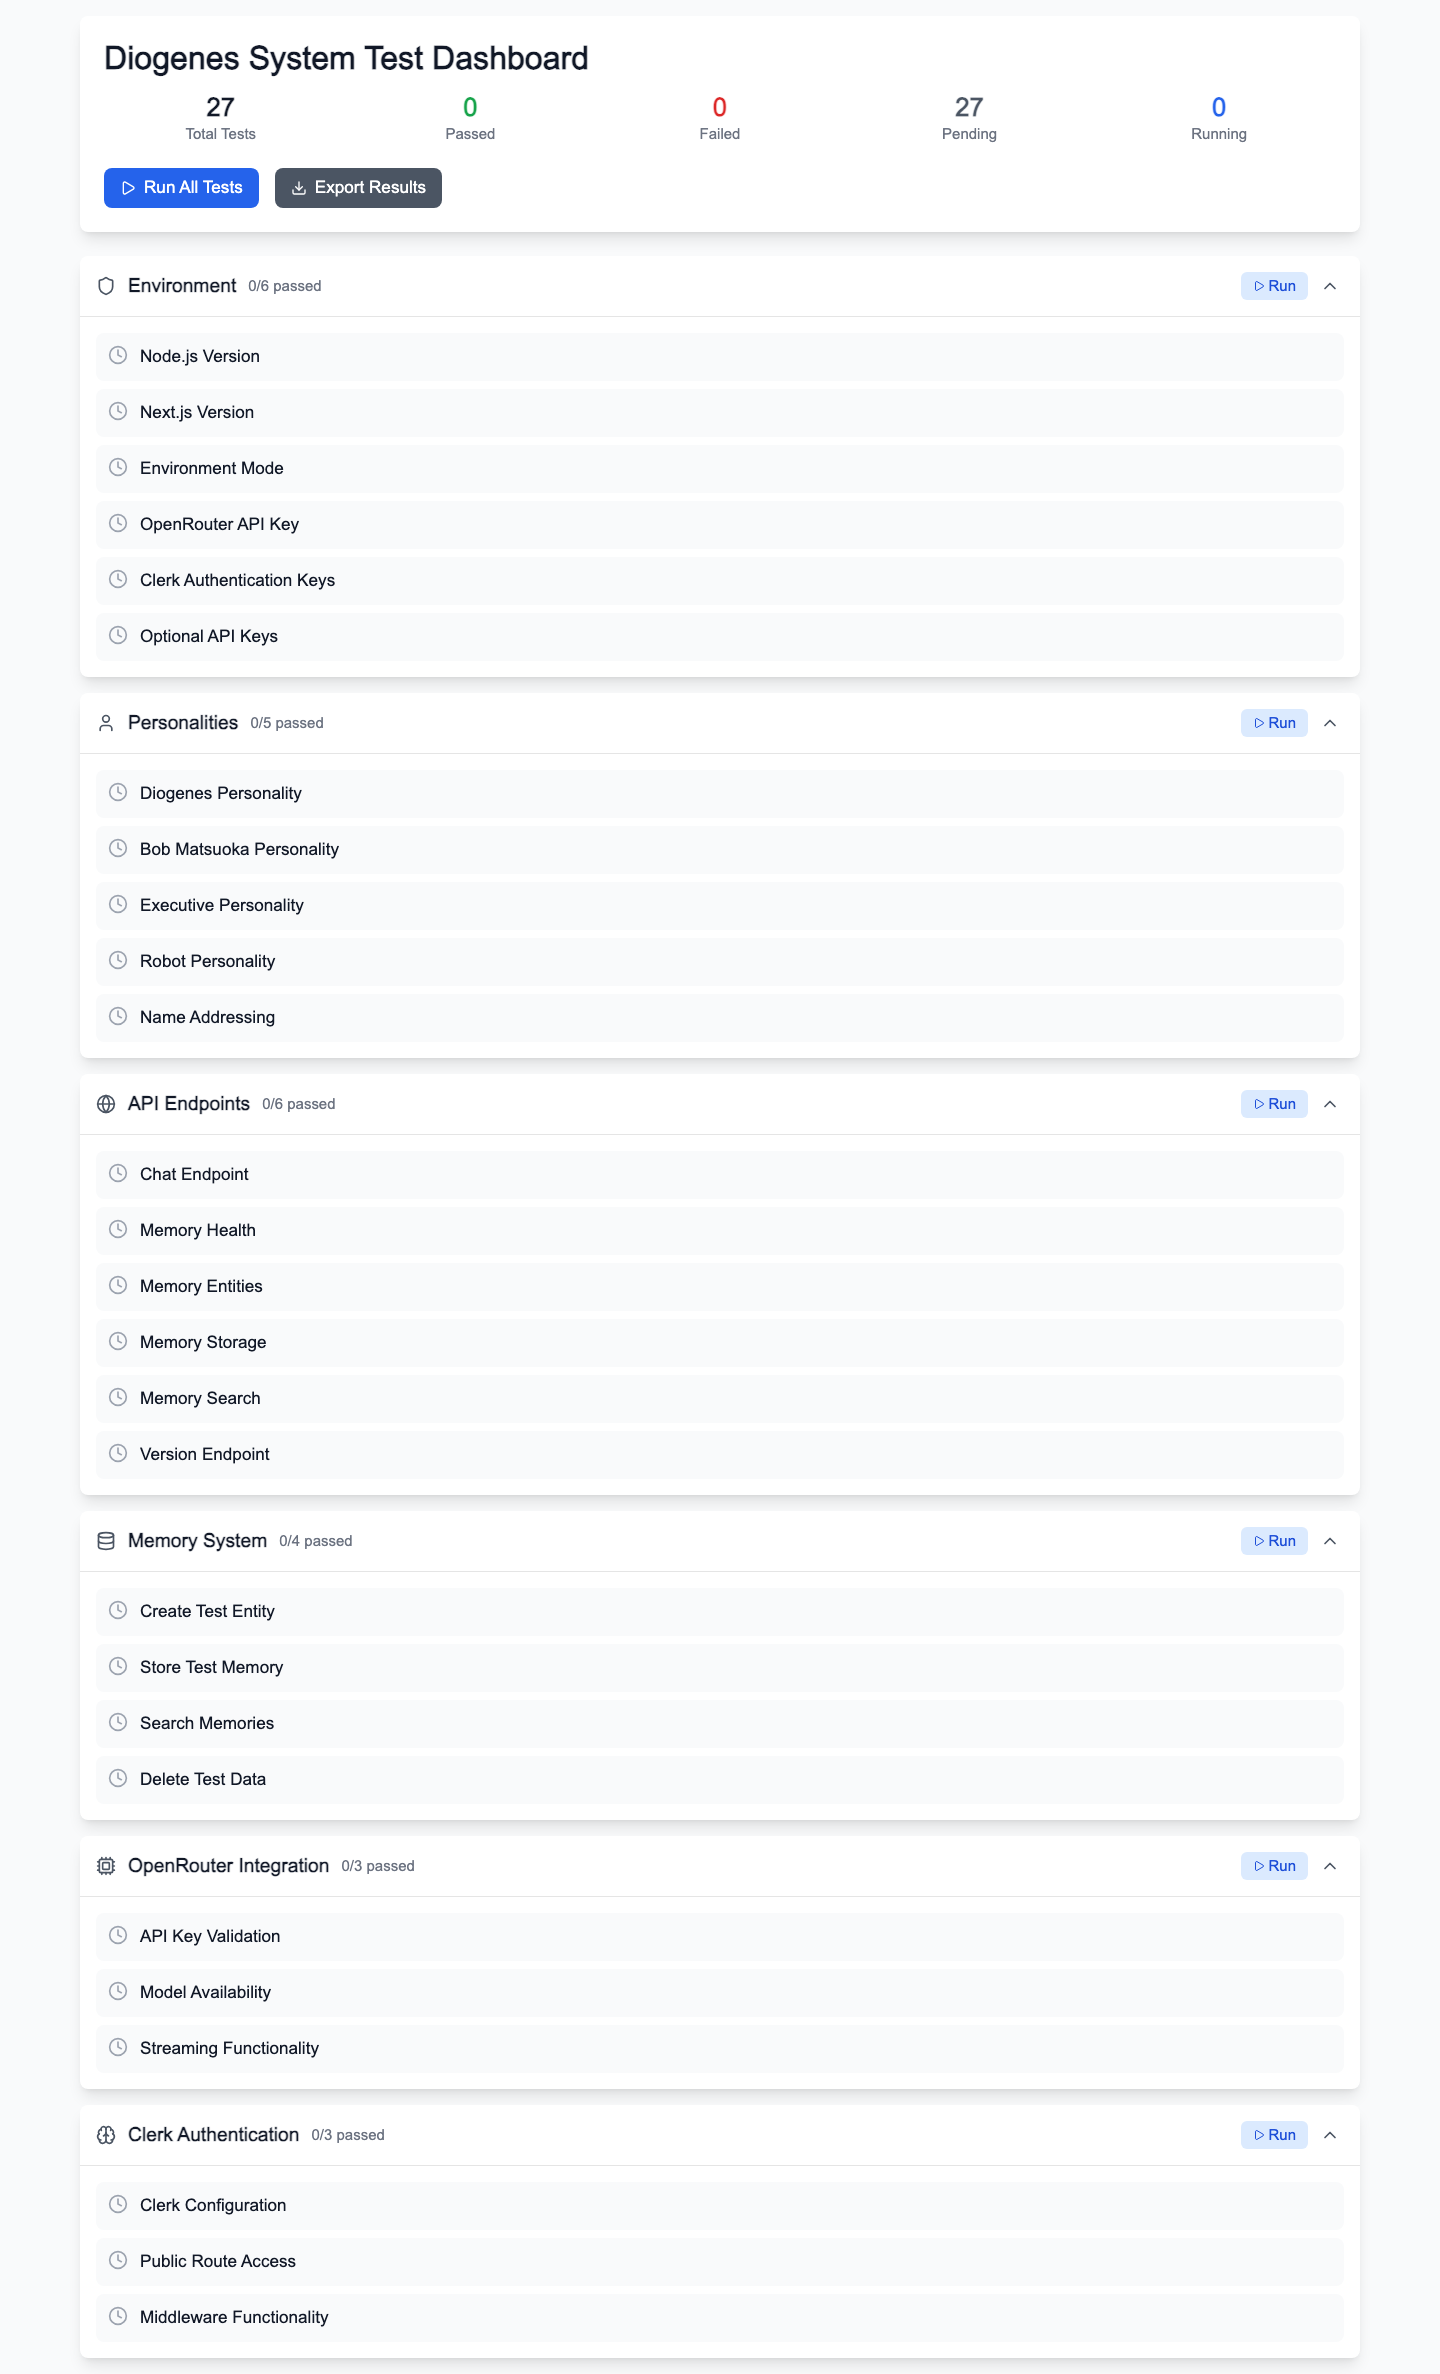 Diogenes System Test Dashboard
27 0 0 27 0
Total Tests Passed Failed Pending Running
Run All Tests Export Results
Environment 0/6 passed Run
Node.js Version
Next.js Version
Environment Mode
OpenRouter API Key
Clerk Authentication Keys
Optional API Keys
Personalities 0/5 passed Run
Diogenes Personality
Bob Matsuoka Personality
Executive Personality
Robot Personality
Name Addressing
API Endpoints 0/6 passed Run
Chat Endpoint
Memory Health
Memory Entities
Memory Storage
Memory Search
Version Endpoint
Memory System 0/4 passed Run
Create Test Entity
Store Test Memory
Search Memories
Delete Test Data
OpenRouter Integration 0/3 passed Run
API Key Validation
Model Availability
Streaming Functionality
Clerk Authentication 0/3 passed Run
Clerk Configuration
Public Route Access
Middleware Functionality